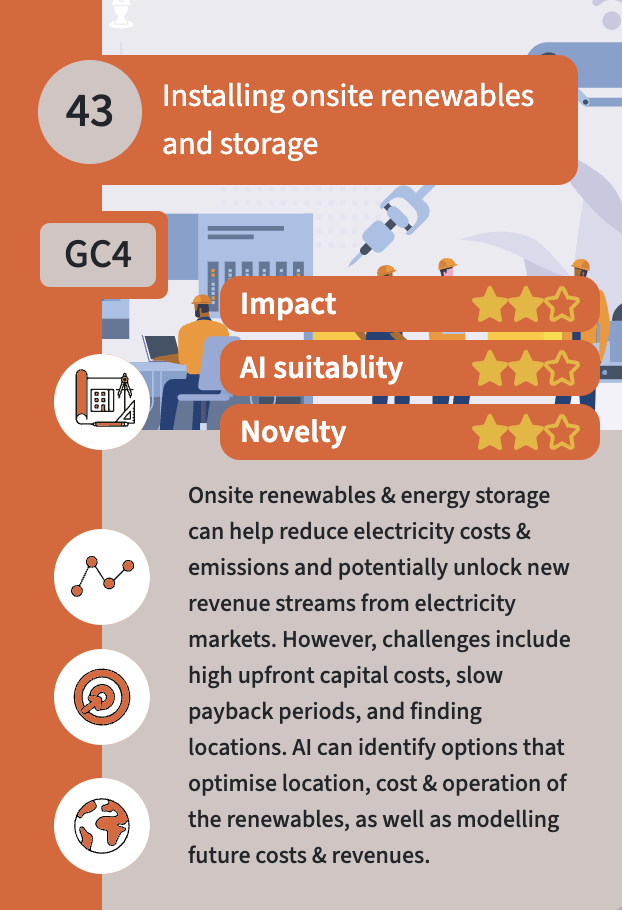 43
Installing onsite renewables
and storage
GC4
Impact
AI suitablity
Novelty
Onsite renewables & energy storage
can help reduce electricity costs &
emissions and potentially unlock new
revenue streams from electricity
markets. However, challenges include
high upfront capital costs, slow
payback periods, and finding
locations. AI can identify options that
optimise location, cost & operation of
the renewables, as well as modelling
future costs & revenues.